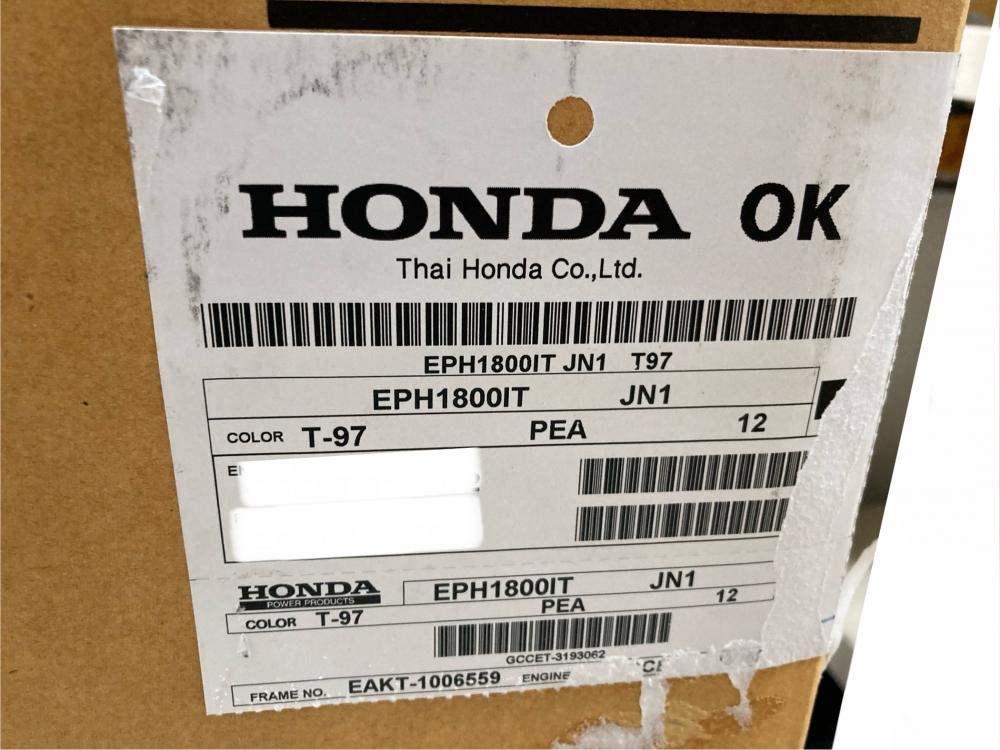 HONDA OK
Thai Honda Co.,Ltd.
EPH1800IT JN1 T97
EPH1800IT JN1
COLOR T-97 PEA 12
HONDA
POWER PRODUCTS
EPH1800IT JN1
PEA 12
COLOR T-97
GCCET-3193062
FRAME NO. EAKT-1006559 ENGINE